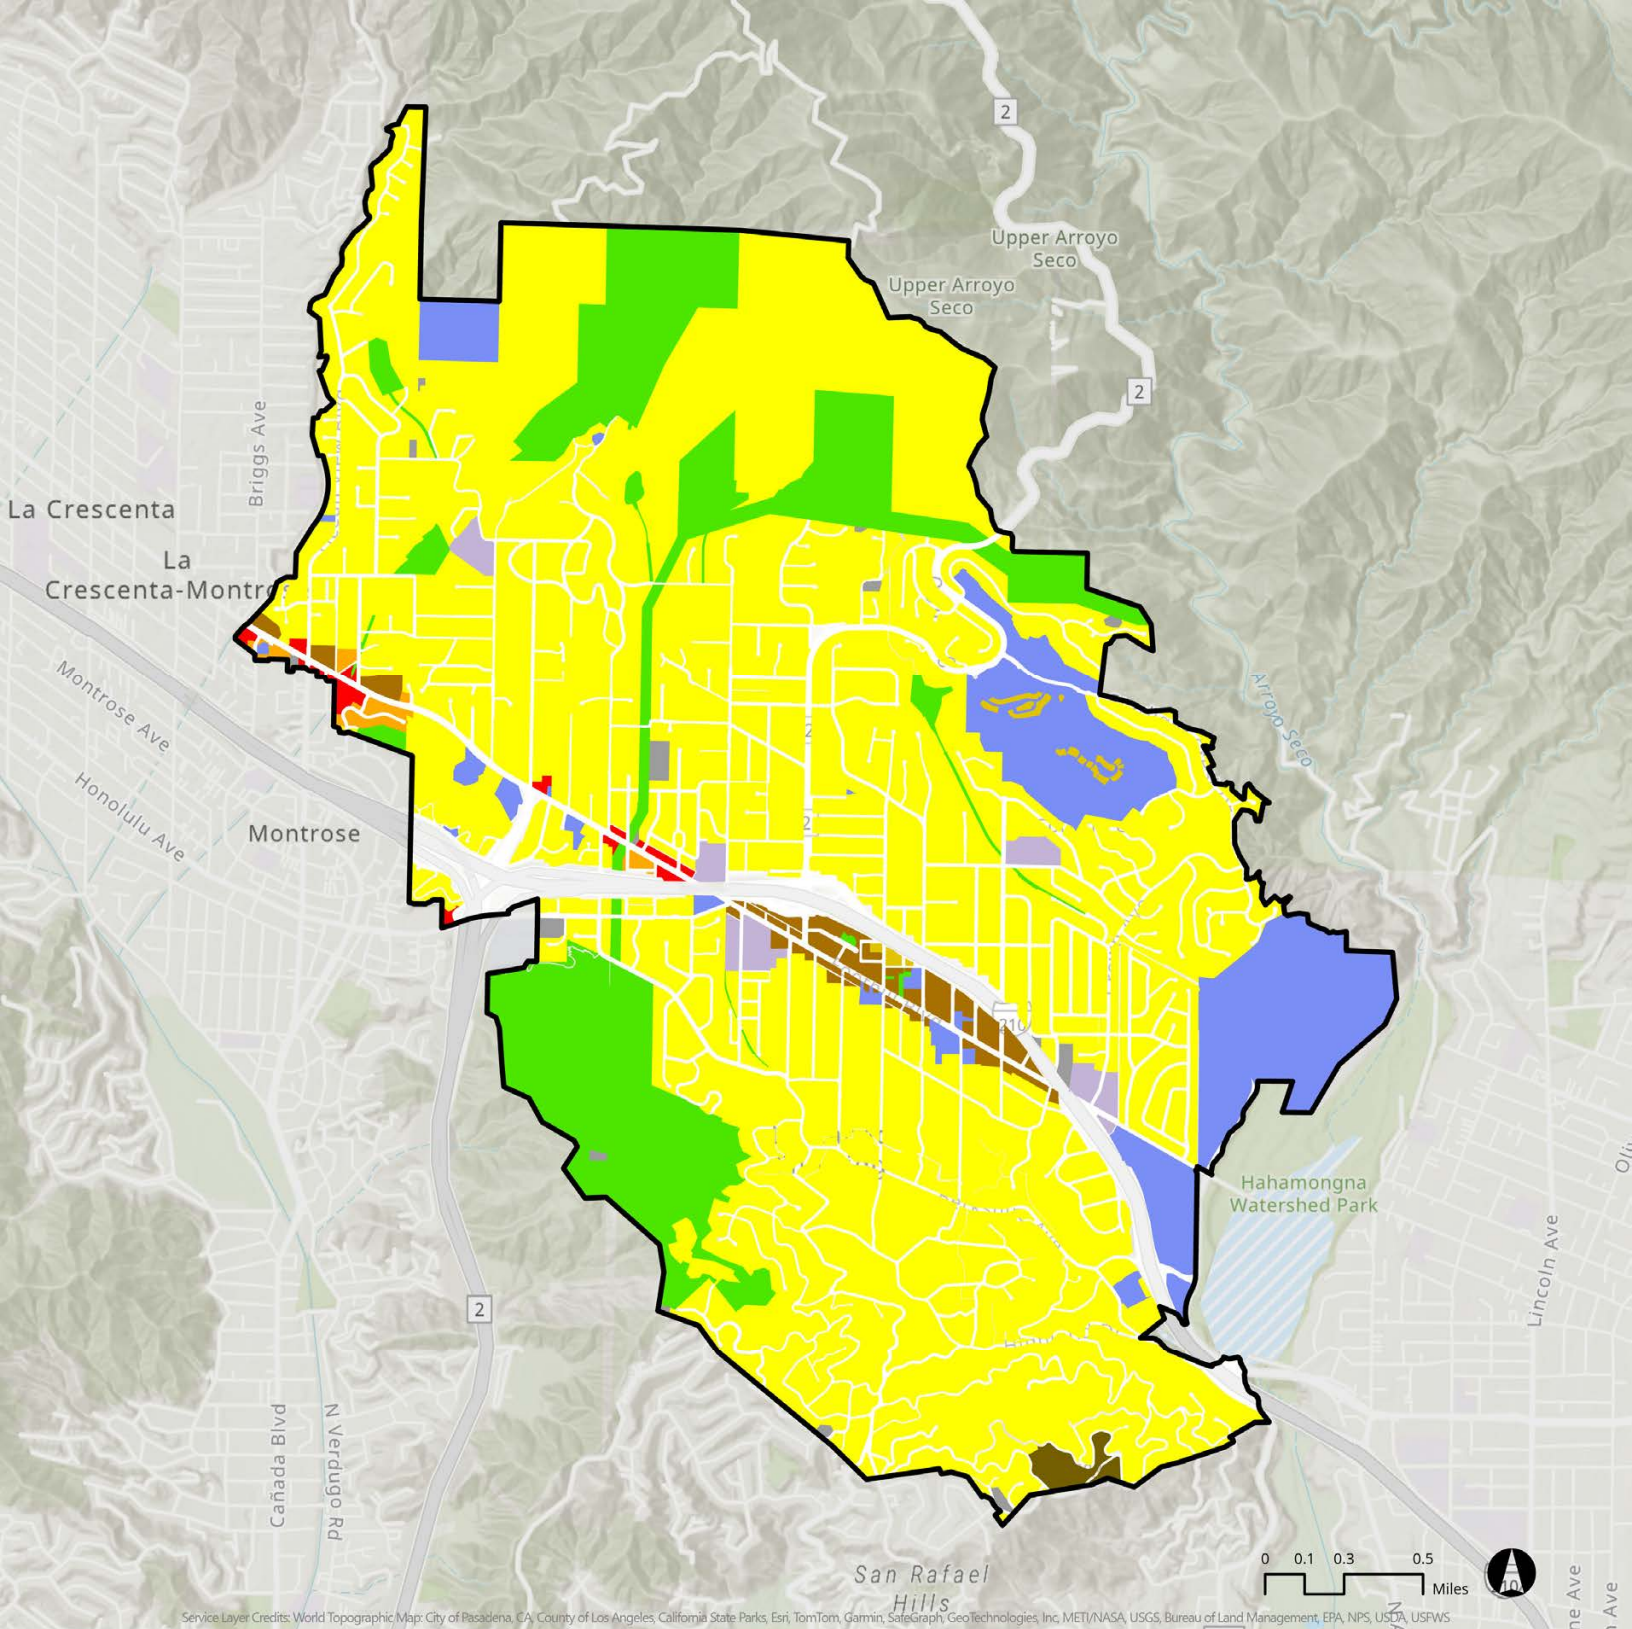 2
Upper Arroyo
Seco
Upper Arroyo
Seco
2
Briggs Ave
La Crescenta
La
Crescenta-Montro
Montrose Ave
Arroyo Seco
Honolulu Ave
Montrose
2
2
210
Hahamongna
Watershed Park
Lincoln Ave
2
Cañada Blvd
N Verdugo Rd
San Rafael
Hills
0 0.1 0.3 0.5
Miles
Service Layer Credits: World Topographic Map: City of Pasadena, CA, County of Los Angeles, California State Parks, Esri, TomTom, Garmin, SafeGraph, GeoTechnologies, Inc, METI/NASA, USGS, Bureau of Land Management, EPA, NPS, USDA, USFWS